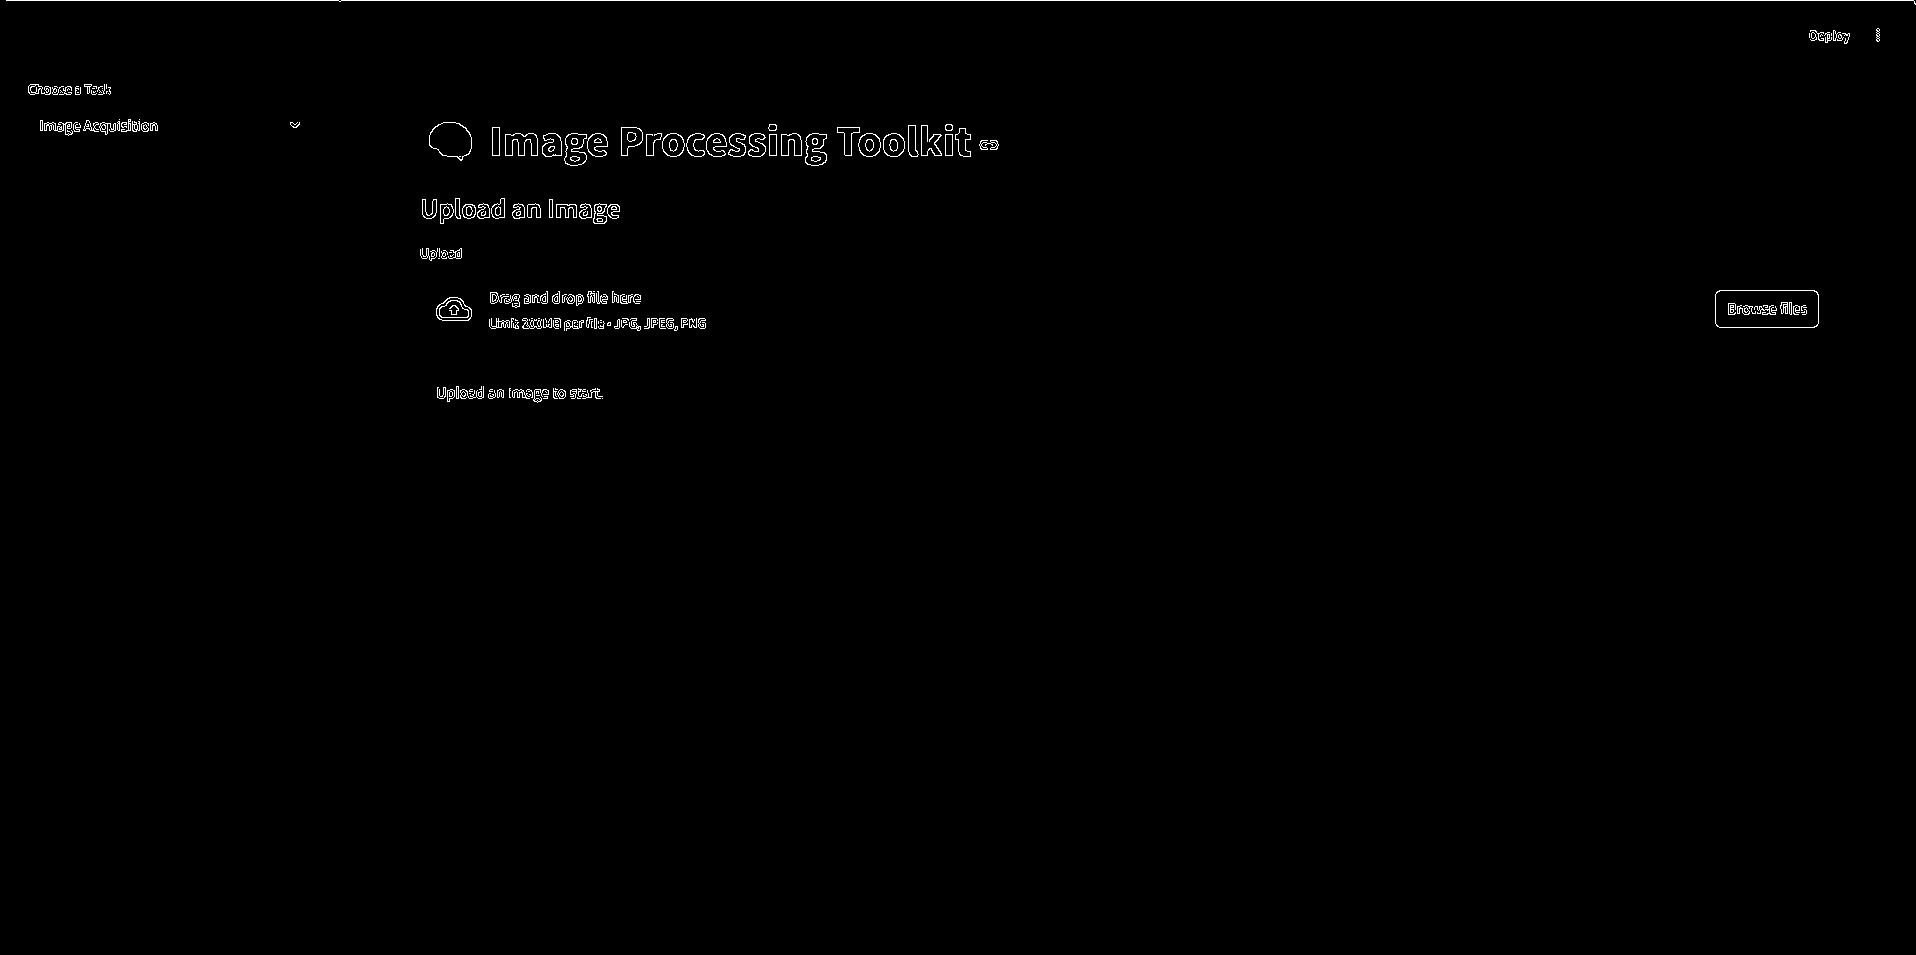 Deploy
Choose a Task
Image Acquisition
Image Processing Toolkit
Upload an Image
Upload
Drag and drop file here
Limit 200MB per file • JPG, JPEG, PNG
Browse files
Upload an image to start.